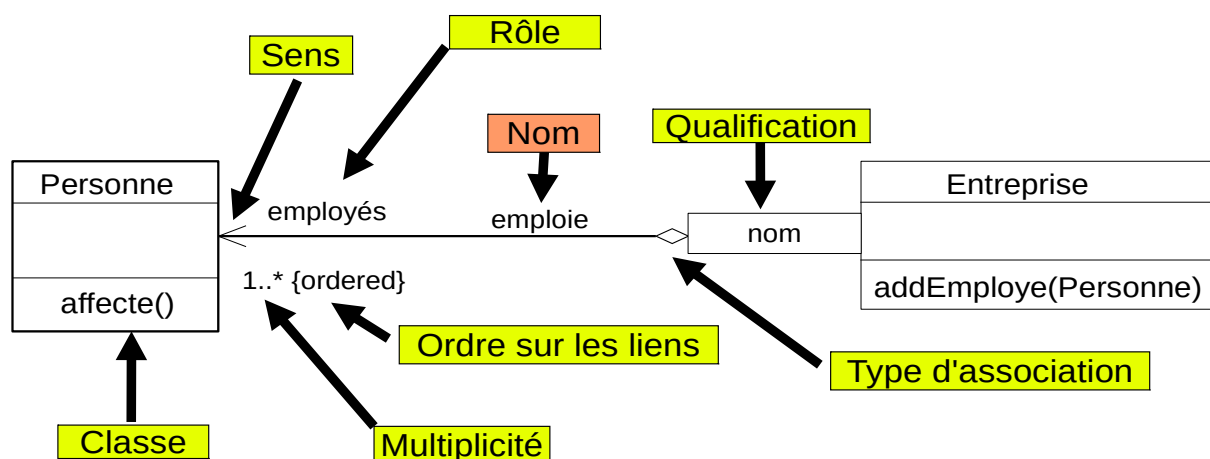 Rôle
Sens
Nom
Qualification
Personne
Entreprise
employés
emploie
nom
1..* {ordered}
affecte()
addEmploye(Personne)
Ordre sur les liens
Type d'association
Classe
Multiplicité